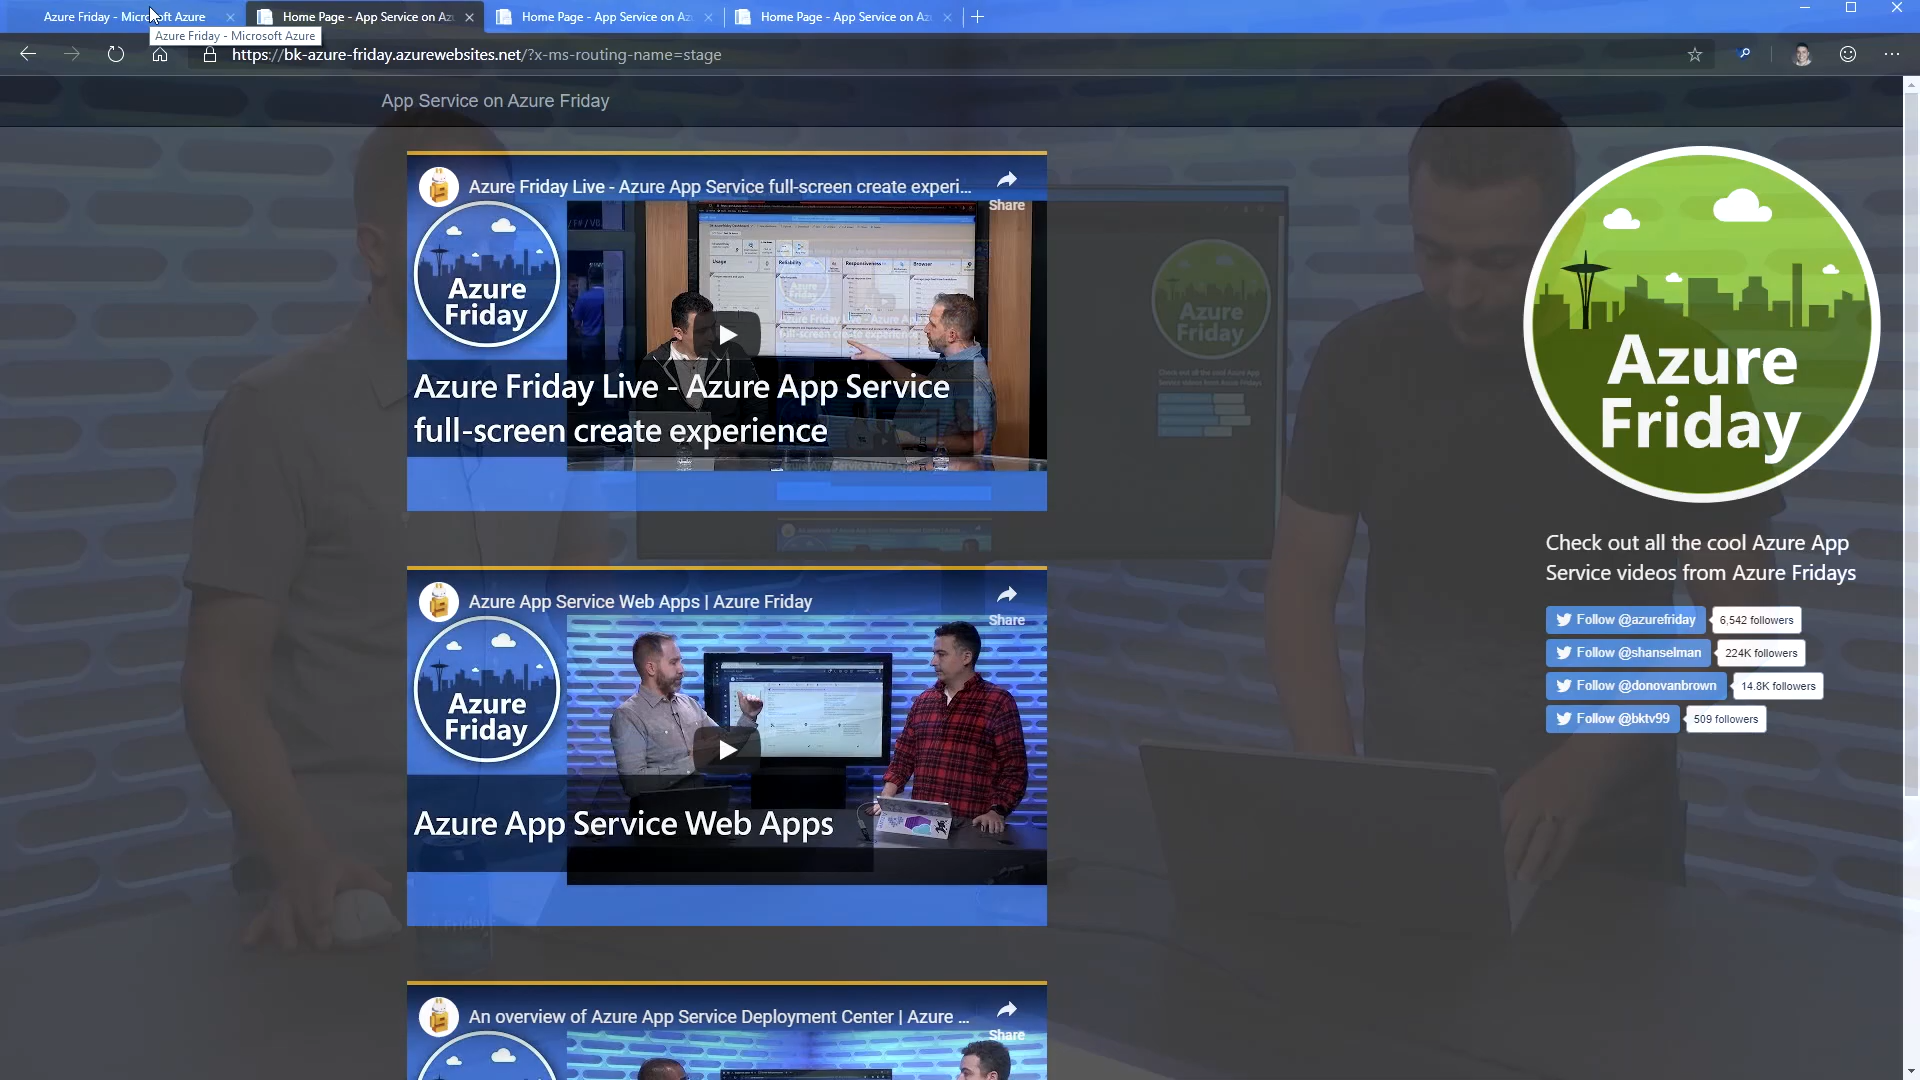 Azure Friday - Microsoft Azure
Home Page - App Service on Az
Home Page - App Service on Az
Home Page - App Service on Az
Azure Friday - Microsoft Azure
https://bk-azure-friday.azurewebsites.net/?x-ms-routing-name=stage
App Service on Azure Friday
Azure Friday Live - Azure App Service full-screen create experi...
Share
Azure
Friday
Usage
Reliability
Responsiveness
Browser
Azure Friday Live - Azure App Service
full-screen create experience
Azure
Friday
Azure App Service Web Apps | Azure Friday
Share
Azure
Friday
Azure App Service Web Apps
An overview of Azure App Service Deployment Center | Azure ...
Share
Azure
Friday
Check out all the cool Azure App
Service videos from Azure Fridays
Follow @azurefriday 6,542 followers
Follow @shanselman 224K followers
Follow @donovanbrown 14.8K followers
Follow @bktv99 509 followers